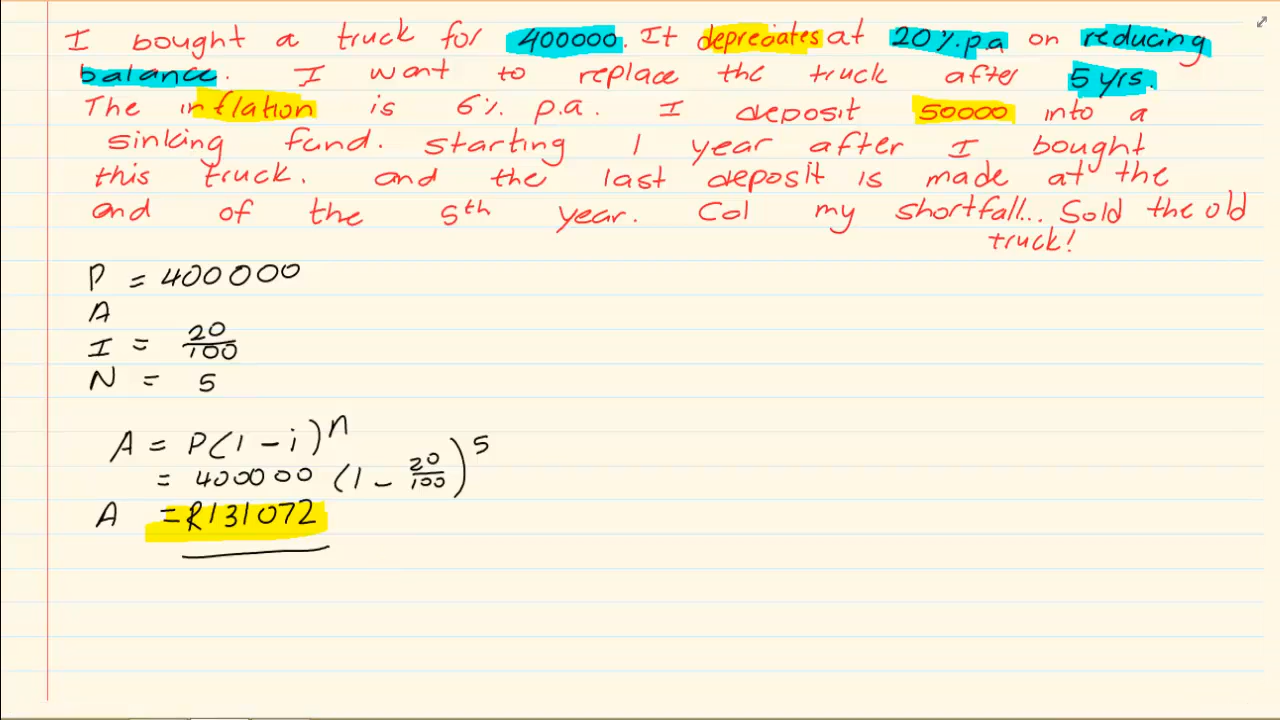 I bought a truck for 400000. It depreciates at 20%.p.a on reducing
balance. I want to replace the truck after 5 yrs.
The inflation is 6% p.a. I deposit 50000 into a
sinking fund. starting 1 year after I bought
this truck. and the last deposit is made at the
end of the 5th year. Cal my shortfall... Sold the old
truck!
P = 400000
A
I = 20/100
N = 5
A = P(1-i)^n
= 400000 (1 - 20/100)^5
A = R131072